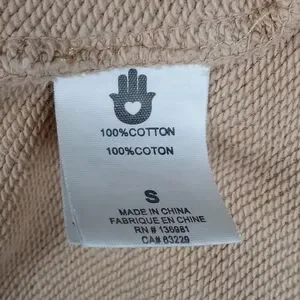 100%COTTON
100%COTON
S
MADE IN CHINA
FABRIQUE EN CHINE
RN # 136981
CA# 63229